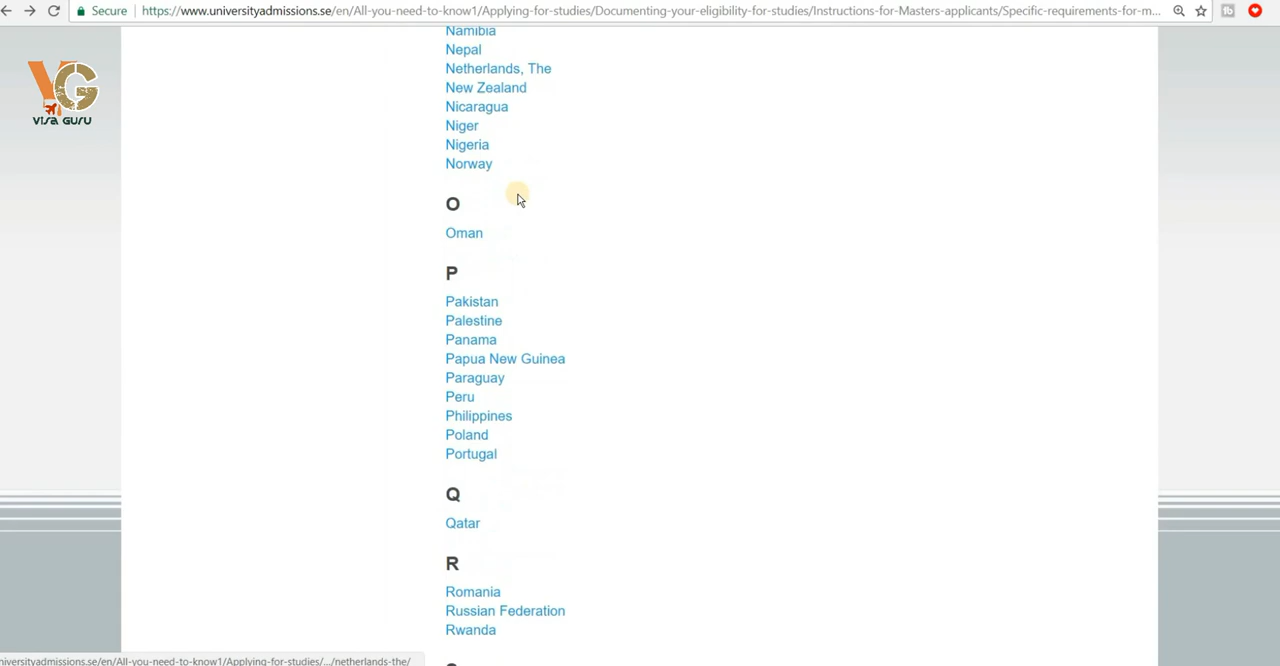 Secure
https://www.universityadmissions.se/en/All-you-need-to-know1/Applying-for-studies/Documenting-your-eligibility-for-studies/Instructions-for-Masters-applicants/Specific-requirements-for-m...
VG
VISA GURU
Namibia
Nepal
Netherlands, The
New Zealand
Nicaragua
Niger
Nigeria
Norway
O
Oman
P
Pakistan
Palestine
Panama
Papua New Guinea
Paraguay
Peru
Philippines
Poland
Portugal
Q
Qatar
R
Romania
Russian Federation
Rwanda
niversityadmissions.se/en/All-you-need-to-know1/Applying-for-studies/.../netherlands-the/